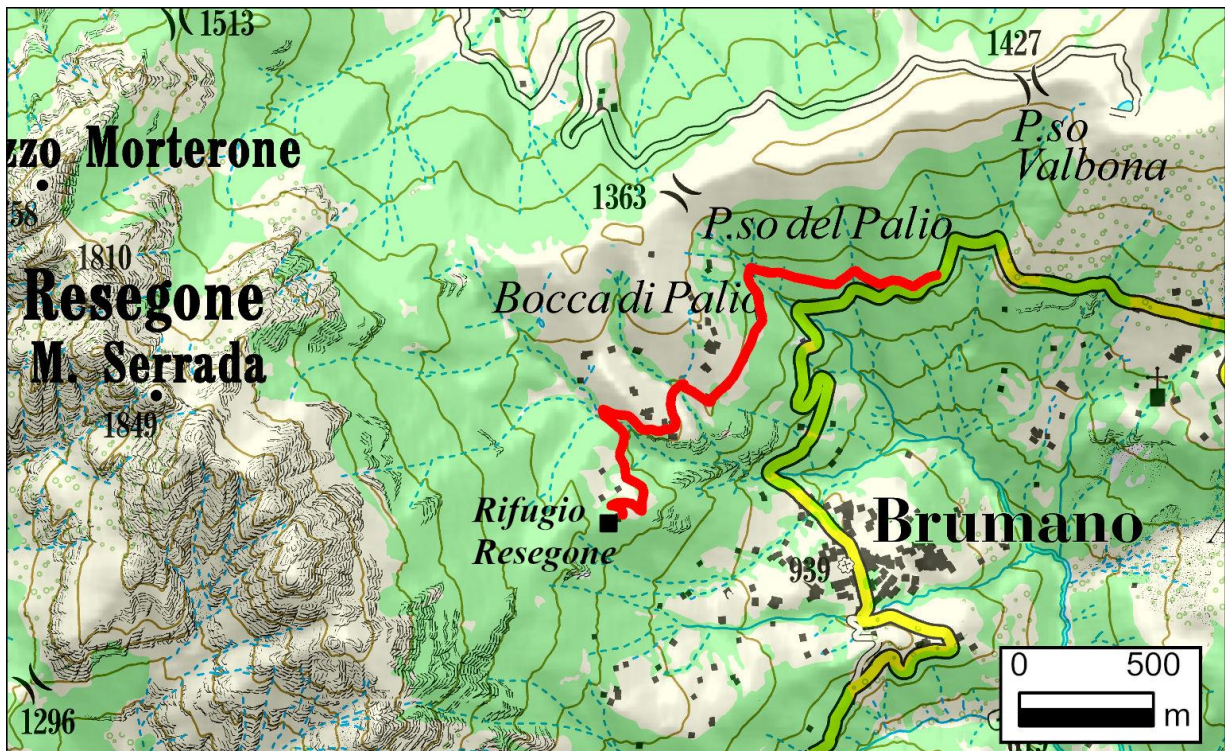 1513
1427
zzo Morterone
P.so
Valbona
58
1363
P.so del Palio
1810
Bocca di Palio
Resegone
M. Serrada
1849
Rifugio
Resegone
Brumano
939
1296
0 500
m